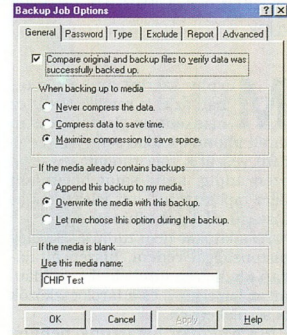 Backup Job Options
General Password Type Exclude Report Advanced
Compare original and backup files to verify data was
successfully backed up.
When backing up to media
Never compress the data.
Compress data to save time.
Maximize compression to save space.
If the media already contains backups
Append this backup to my media.
Overwrite the media with this backup.
Let me choose this option during the backup.
If the media is blank
Use this media name:
CHIP Test
OK Cancel Apply Help